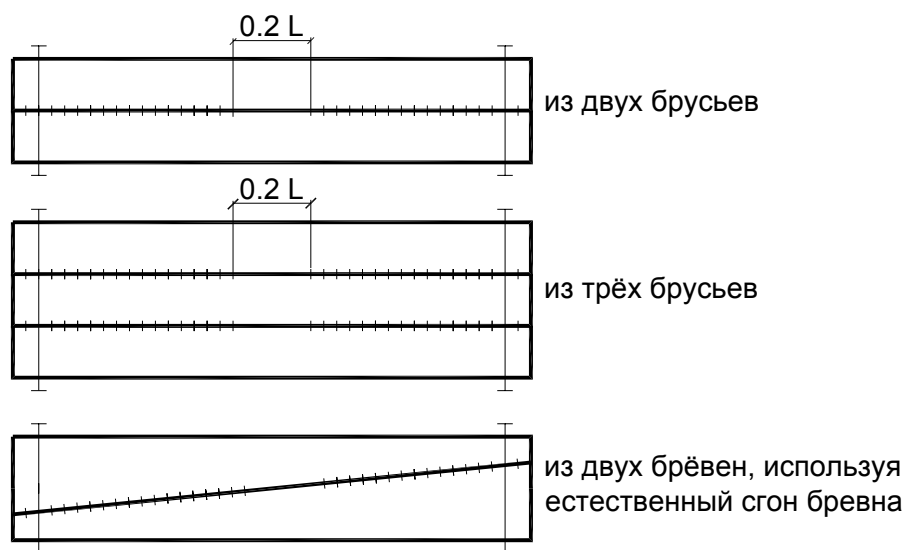 0.2 L
из двух брусьев
0.2 L
из трёх брусьев
из двух брёвен, используя
естественный сгон бревна